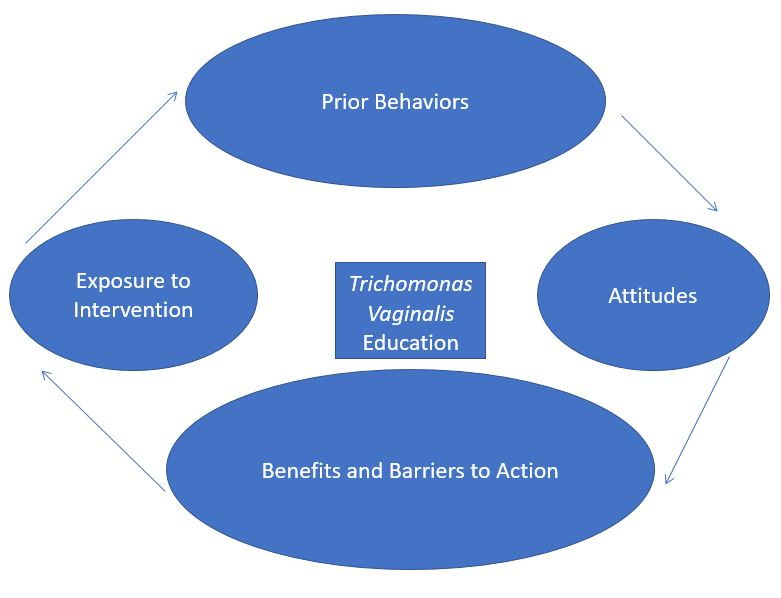 Prior Behaviors
Exposure to
Intervention
Trichomonas
Vaginalis
Education
Attitudes
Benefits and Barriers to Action